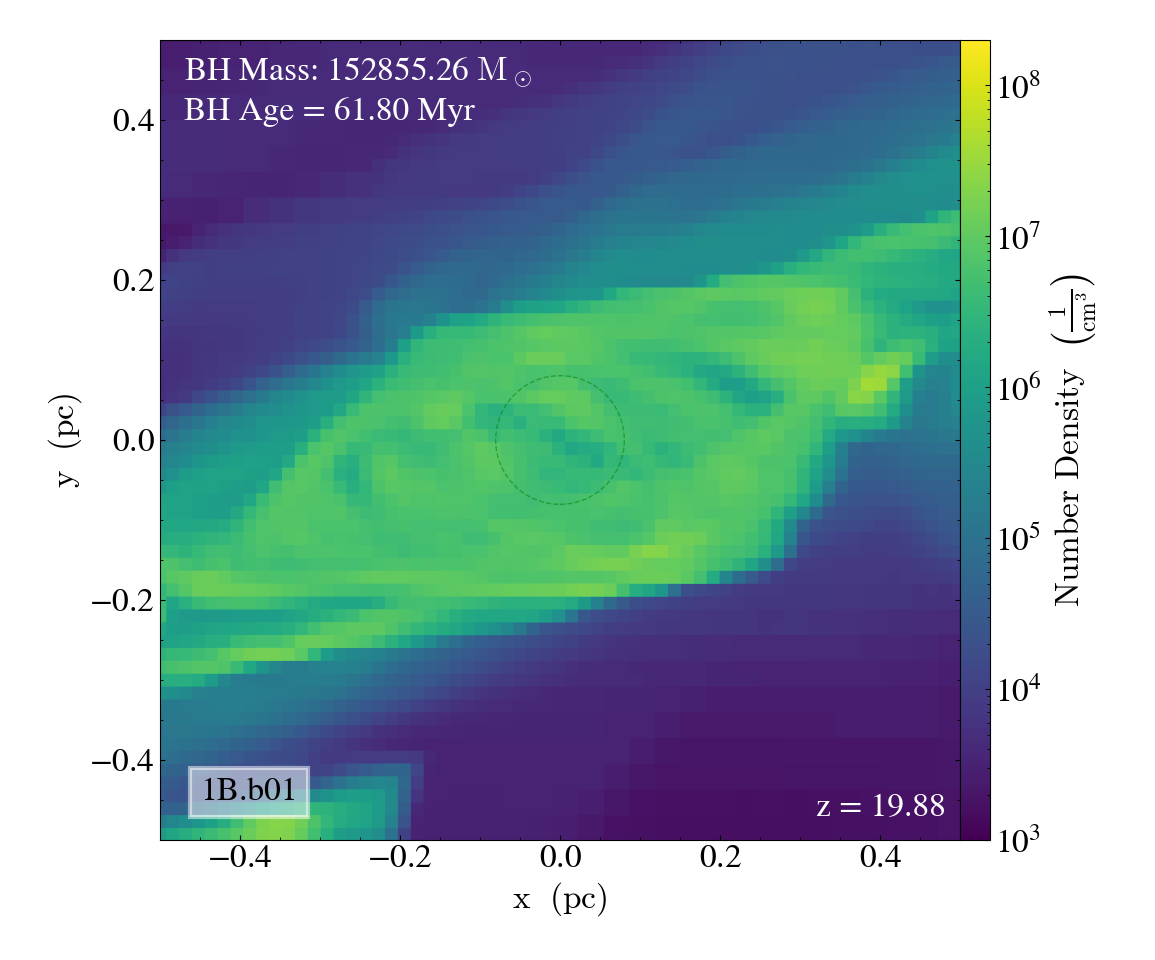 BH Mass: 152855.26 M⊙
BH Age = 61.80 Myr
0.4
0.2
0.0
−0.2
−0.4
y (pc)
1B.b01
z = 19.88
−0.4 −0.2 0.0 0.2 0.4
x (pc)
10⁸
10⁷
10⁶
10⁵
10⁴
10³
Number Density (1/cm³)